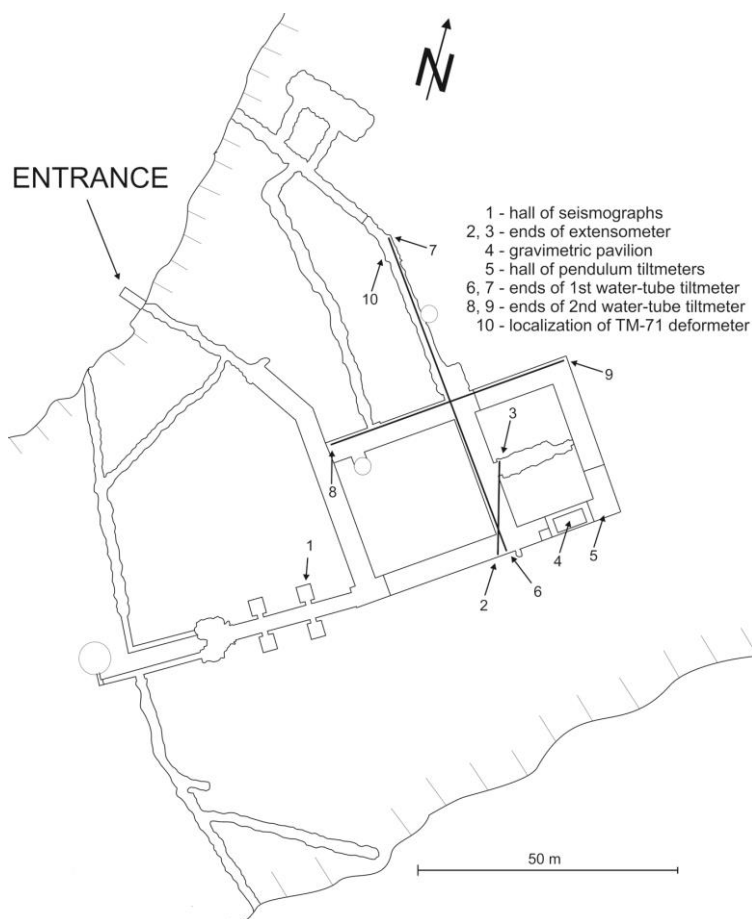 N
ENTRANCE
1 - hall of seismographs
2, 3 - ends of extensometer
4 - gravimetric pavilion
5 - hall of pendulum tiltmeters
6, 7 - ends of 1st water-tube tiltmeter
8, 9 - ends of 2nd water-tube tiltmeter
10 - localization of TM-71 deformeter
7
10
9
3
8
1
2
6
4
5
50 m